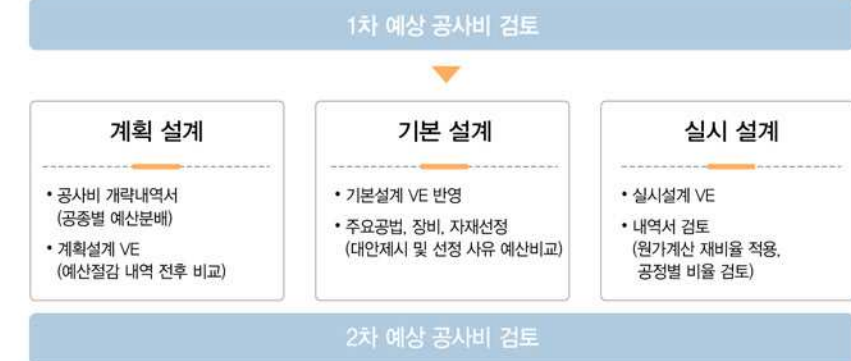 1차 예상 공사비 검토
계획 설계
• 공사비 개략내역서
(공종별 예산분배)
• 계획설계 VE
(예산절감 내역 전후 비교)
기본 설계
• 기본설계 VE 반영
• 주요공법, 장비, 자재선정
(대안제시 및 선정 사유 예산비교)
실시 설계
• 실시설계 VE
• 내역서 검토
(원가계산 재비율 적용,
공정별 비율 검토)
2차 예상 공사비 검토